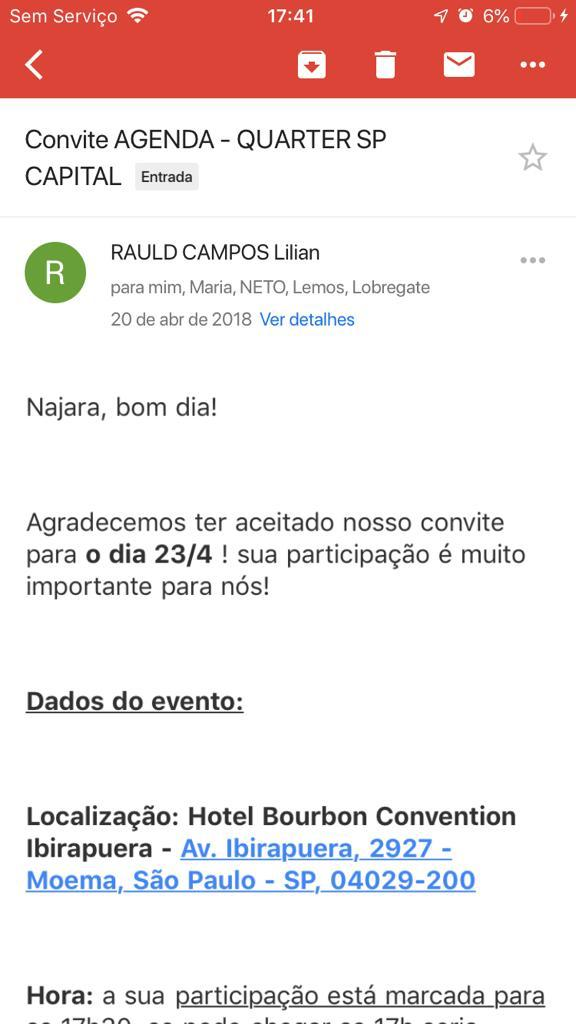 Sem Serviço 17:41 6%
Convite AGENDA - QUARTER SP
CAPITAL Entrada
R
RAULD CAMPOS Lilian
para mim, Maria, NETO, Lemos, Lobregate
20 de abr de 2018 Ver detalhes
Najara, bom dia!
Agradecemos ter aceitado nosso convite
para o dia 23/4 ! sua participação é muito
importante para nós!
Dados do evento:
Localização: Hotel Bourbon Convention
Ibirapuera - Av. Ibirapuera, 2927 -
Moema, São Paulo - SP, 04029-200
Hora: a sua participação está marcada para